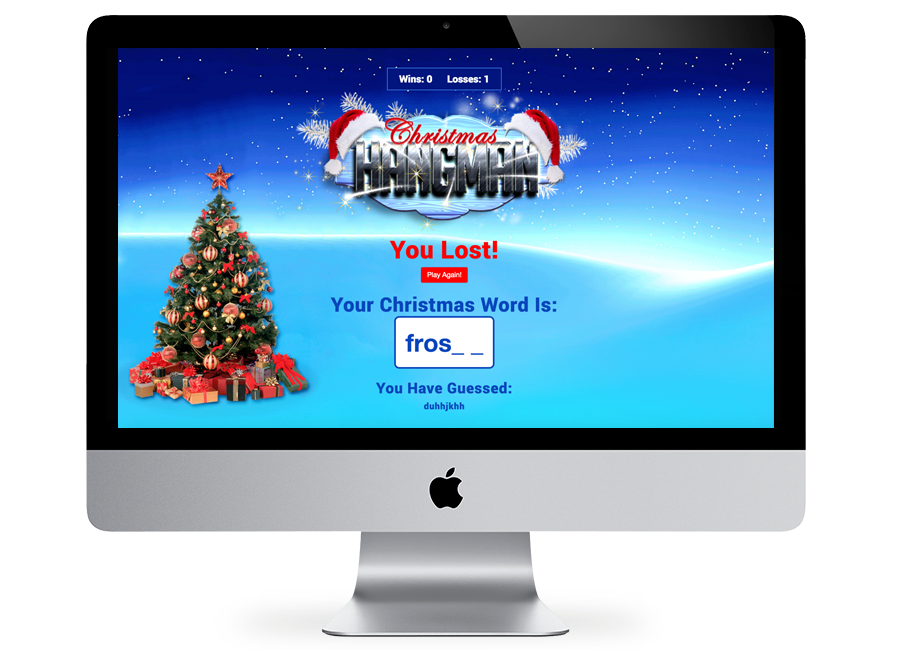 Wins: 0 Losses: 1
Christmas
HANGMAN
You Lost!
Play Again!
Your Christmas Word Is:
fros_ _
You Have Guessed:
duhhjkhh